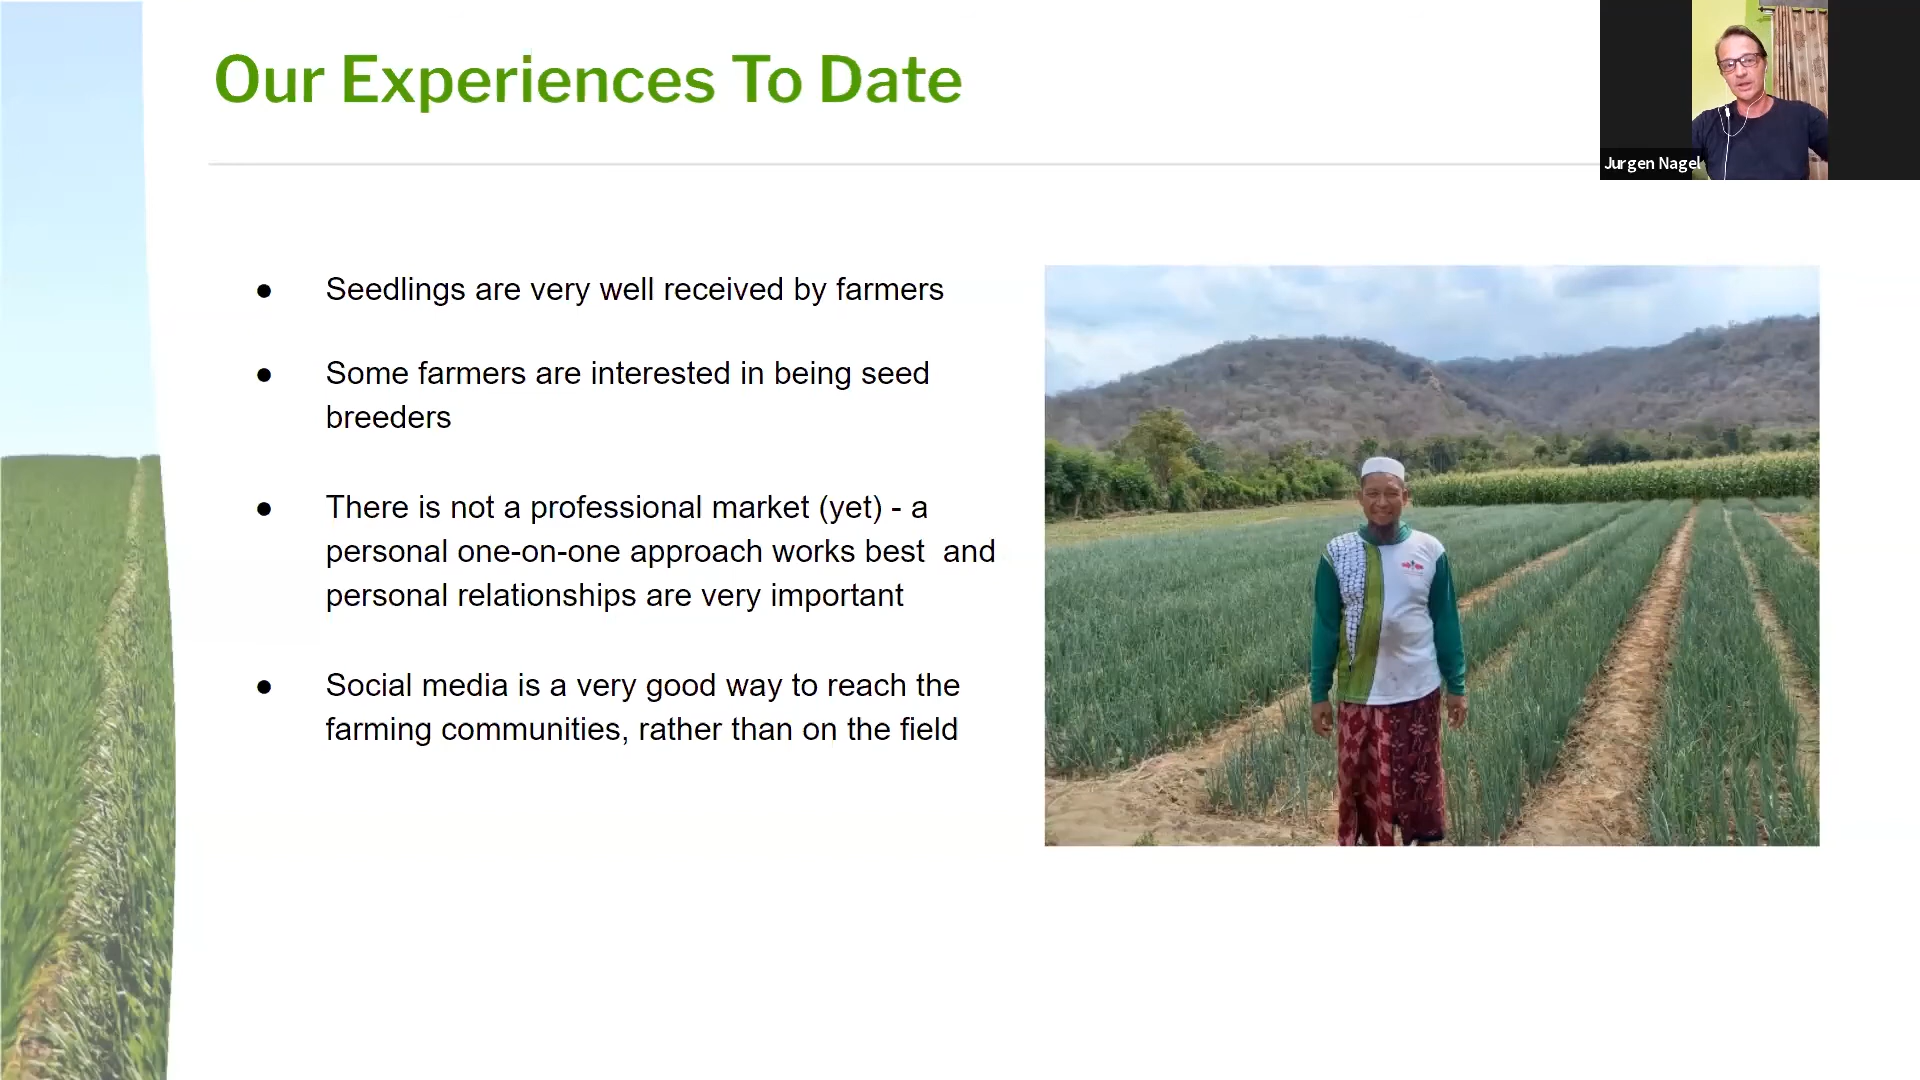 Our Experiences To Date
Jurgen Nagel
● Seedlings are very well received by farmers
● Some farmers are interested in being seed
breeders
● There is not a professional market (yet) - a
personal one-on-one approach works best  and
personal relationships are very important
● Social media is a very good way to reach the
farming communities, rather than on the field